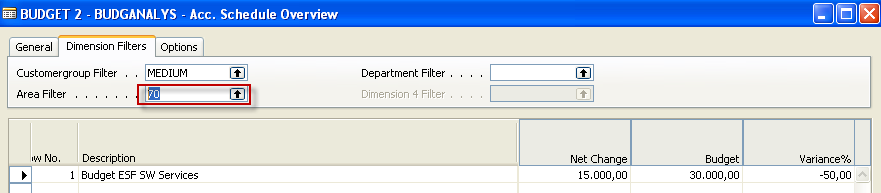 BUDGET 2 - BUDGANALYS - Acc. Schedule Overview
General Dimension Filters Options
Customergroup Filter . . MEDIUM Department Filter . . . .
Area Filter . . . . . . . 70 Dimension 4 Filter . . . .
ow No. Description Net Change Budget Variance%
1 Budget ESF SW Services 15.000,00 30.000,00 -50,00